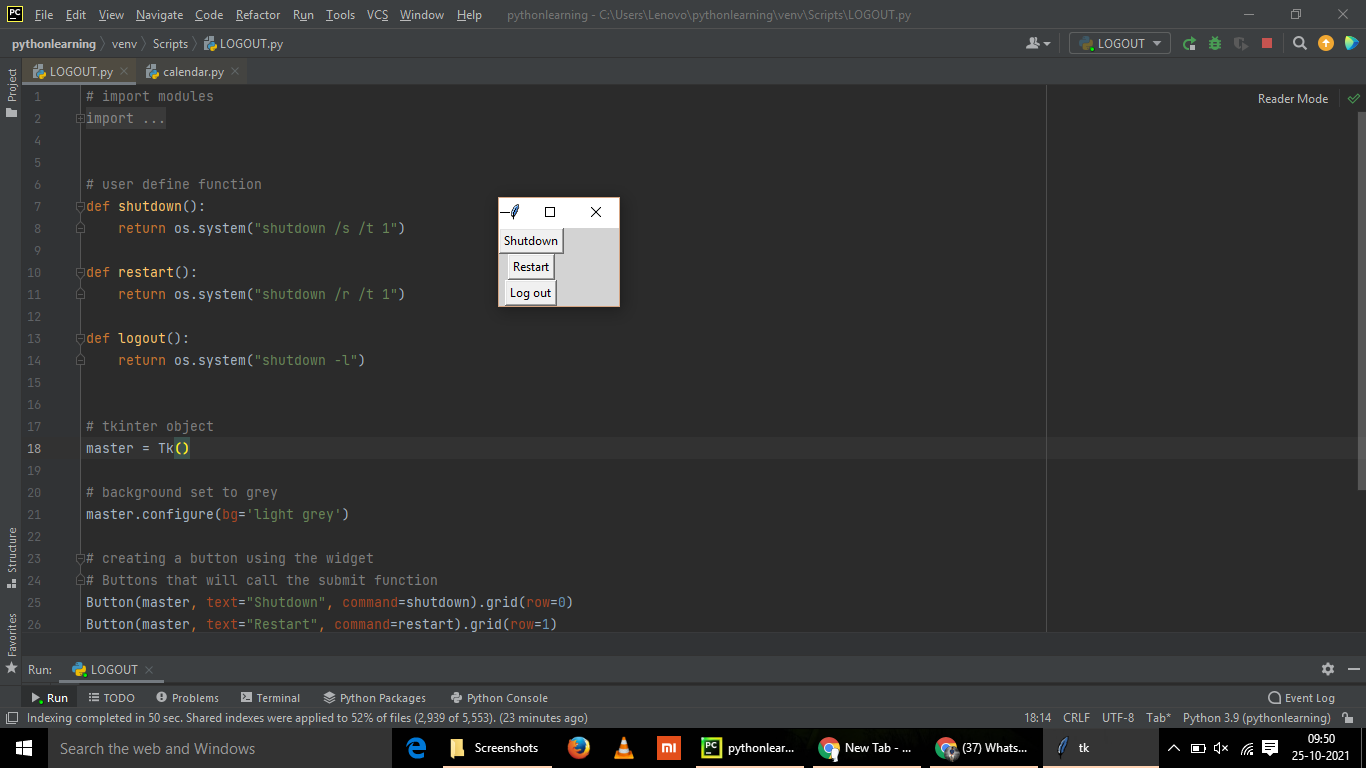 PC File Edit View Navigate Code Refactor Run Tools VCS Window Help pythonlearning - C:\Users\Lenovo\pythonlearning\venv\Scripts\LOGOUT.py
pythonlearning venv Scripts LOGOUT.py LOGOUT
LOGOUT.py calendar.py
Project
Reader Mode
1 # import modules
2 import ...
4
5
6 # user define function
7 def shutdown():
8 return os.system("shutdown /s /t 1")
9
10 def restart():
11 return os.system("shutdown /r /t 1")
12
13 def logout():
14 return os.system("shutdown -l")
15
16
17 # tkinter object
18 master = Tk()
19
20 # background set to grey
21 master.configure(bg='light grey')
22
23 # creating a button using the widget
24 # Buttons that will call the submit function
25 Button(master, text="Shutdown", command=shutdown).grid(row=0)
26 Button(master, text="Restart", command=restart).grid(row=1)
Shutdown
Restart
Log out
Structure
Favorites
Run: LOGOUT
Run TODO Problems Terminal Python Packages Python Console Event Log
Indexing completed in 50 sec. Shared indexes were applied to 52% of files (2,939 of 5,553). (23 minutes ago) 18:14 CRLF UTF-8 Tab* Python 3.9 (pythonlearning)
Search the web and Windows Screenshots mi PC pythonlear... New Tab - ... (37) Whats... tk 09:50
25-10-2021